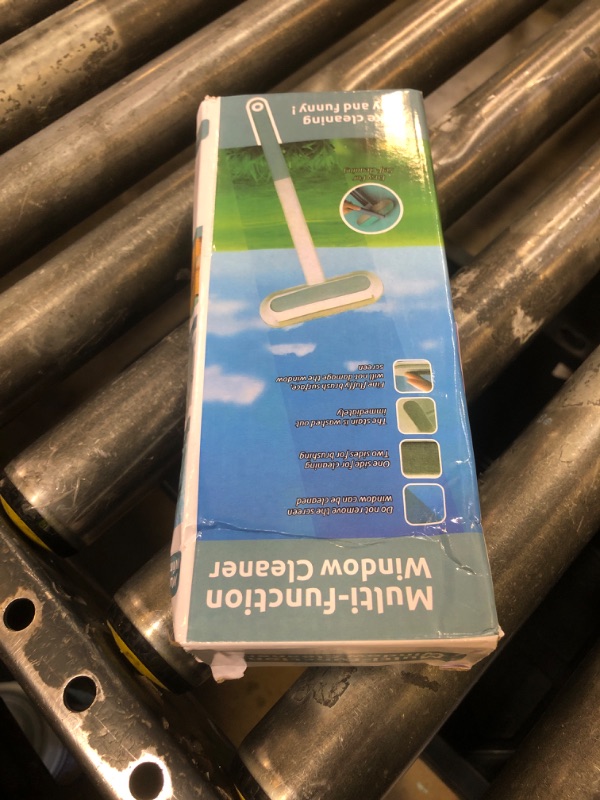 Multi-Function
Window Cleaner
Do not remove the screen
window can be cleaned
One side for cleaning
Two sides for brushing
The stain is washed out
immediately
Fine fluffy brush surface,
will not damage the window
screen
cleaning
and Funny !